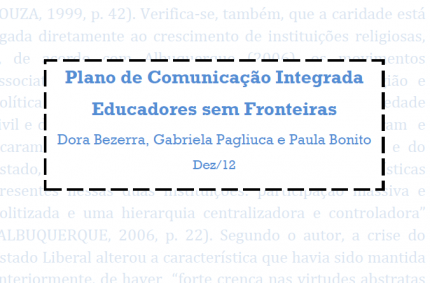 OUZA, 1999, p. 42). Verifica-se, também, que a caridade está
gada diretamente ao crescimento de instituições religiosas,
Plano de Comunicação Integrada
Educadores sem Fronteiras
Dora Bezerra, Gabriela Pagliuca e Paula Bonito
Dez/12
olitizada e uma hierarquia centralizadora e controladora”
ALBUQUERQUE, 2006, p. 22). Segundo o autor, a crise do
stado Liberal alterou a característica que havia sido mantida
nteriormente, de haver “forte crença nas virtudes abstratas